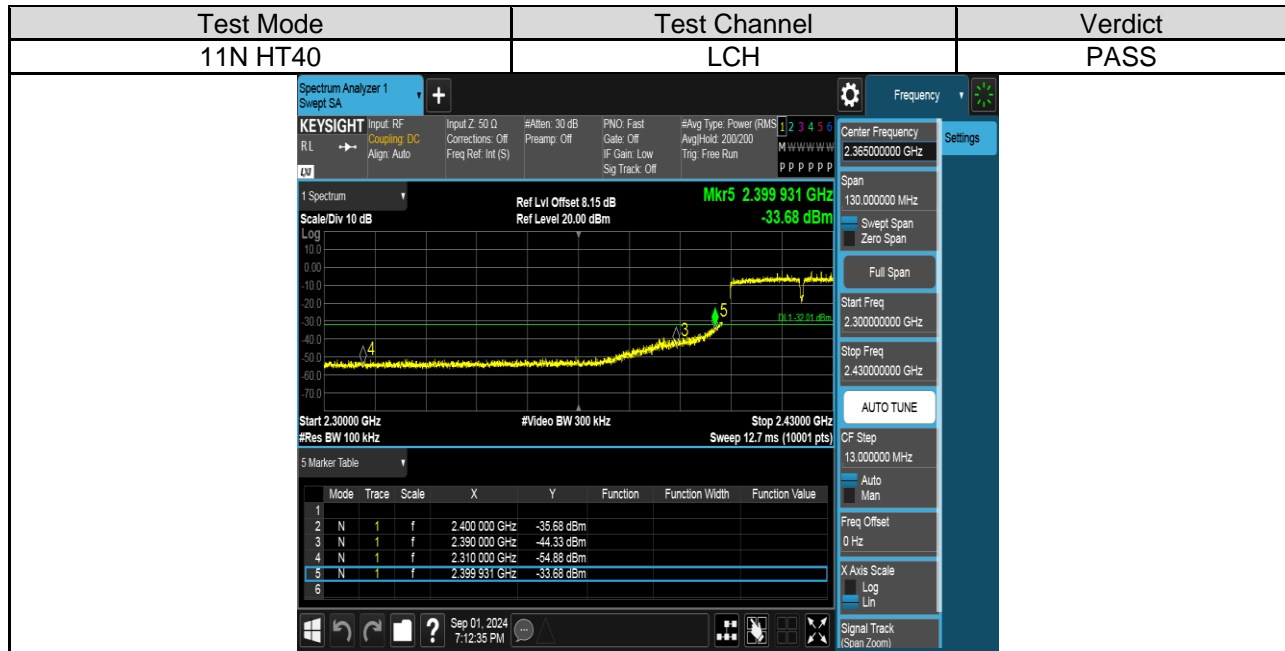 Test Mode Test Channel Verdict
11N HT40 LCH PASS
Spectrum Analyzer 1
Swept SA
+
Frequency
KEYSIGHT Input: RF Input Z: 50 Ω #Atten: 30 dB PNO: Fast #Avg Type: Power (RMS 1 2 3 4 5 6
RL Coupling: DC Corrections: Off Preamp: Off Gate: Off Avg|Hold: 200/200 M W W W W W
Align: Auto Freq Ref: Int (S) IF Gain: Low Trig: Free Run
LXI Sig Track: Off P P P P P P
1 Spectrum
Ref Lvl Offset 8.15 dB Mkr5 2.399 931 GHz
Scale/Div 10 dB Ref Level 20.00 dBm -33.68 dBm
Log
10.0
0.00
-10.0
-20.0
-30.0
-40.0
-50.0
-60.0
-70.0
5
DL1 -32.01 dBm
3
4
Start 2.30000 GHz #Video BW 300 kHz Stop 2.43000 GHz
#Res BW 100 kHz Sweep 12.7 ms (10001 pts)
5 Marker Table
Mode Trace Scale X Y Function Function Width Function Value
1
2 N 1 f 2.400 000 GHz -35.68 dBm
3 N 1 f 2.390 000 GHz -44.33 dBm
4 N 1 f 2.310 000 GHz -54.88 dBm
5 N 1 f 2.399 931 GHz -33.68 dBm
6
? Sep 01, 2024
7:12:35 PM
Center Frequency
2.365000000 GHz
Settings
Span
130.000000 MHz
Swept Span
Zero Span
Full Span
Start Freq
2.300000000 GHz
Stop Freq
2.430000000 GHz
AUTO TUNE
CF Step
13.000000 MHz
Auto
Man
Freq Offset
0 Hz
X Axis Scale
Log
Lin
Signal Track
(Span Zoom)